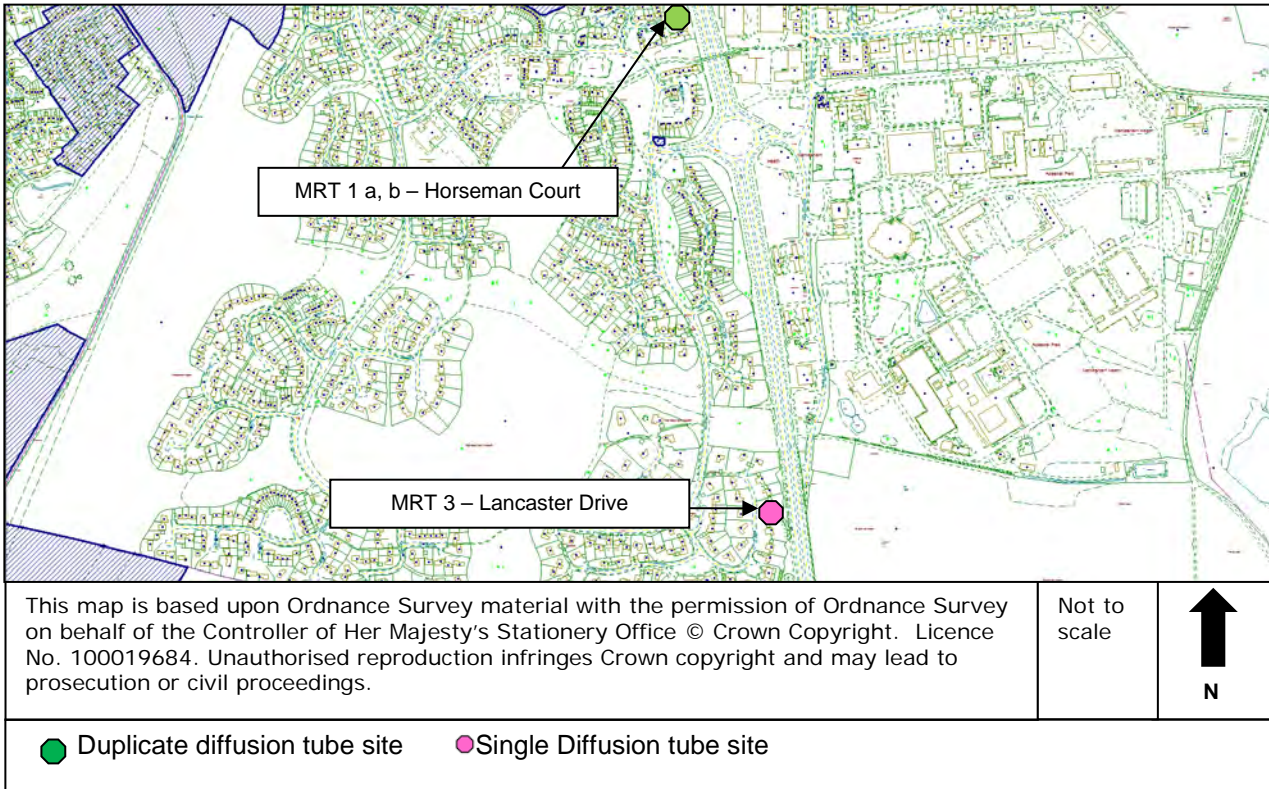 MRT 1 a, b – Horseman Court
MRT 3 – Lancaster Drive
This map is based upon Ordnance Survey material with the permission of Ordnance Survey
on behalf of the Controller of Her Majesty's Stationery Office © Crown Copyright. Licence
No. 100019684. Unauthorised reproduction infringes Crown copyright and may lead to
prosecution or civil proceedings.
Not to
scale
N
Duplicate diffusion tube site
Single Diffusion tube site